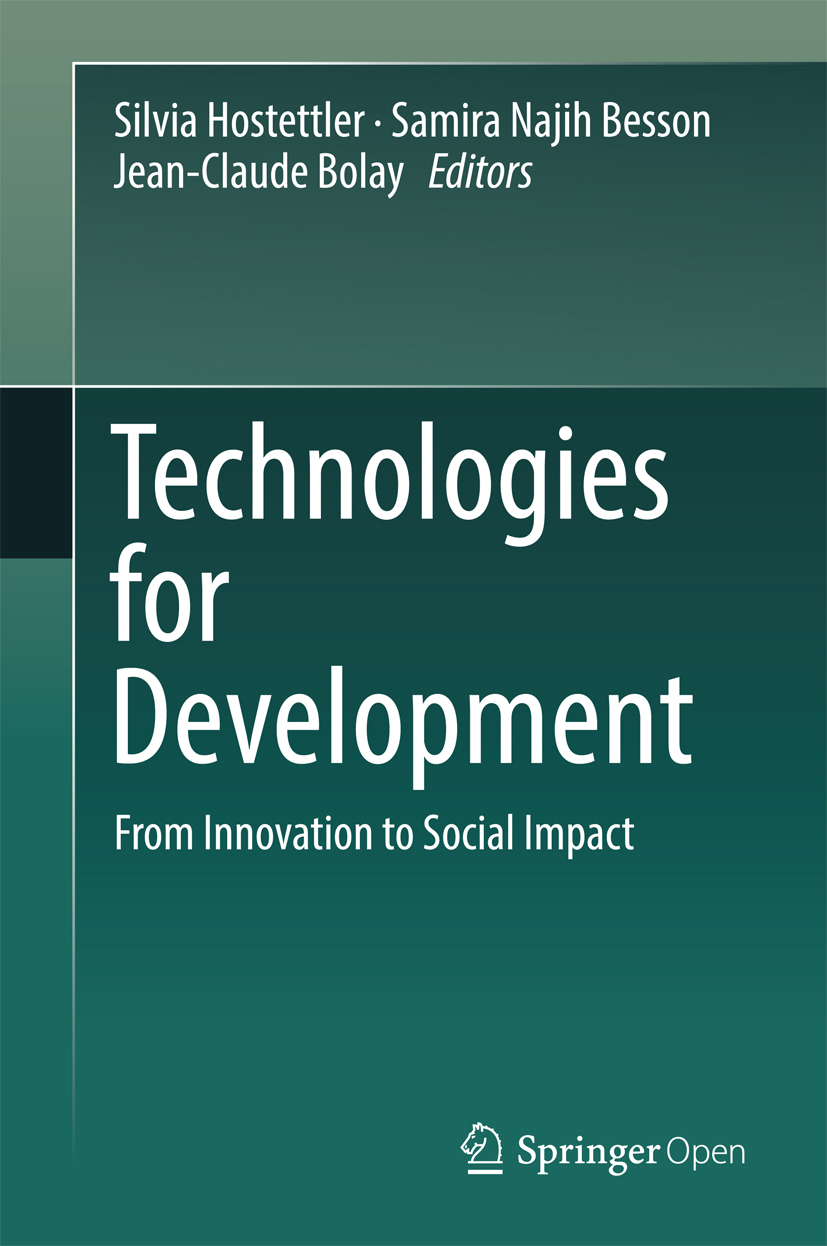 Silvia Hostettler · Samira Najih Besson
Jean-Claude Bolay Editors
Technologies
for
Development
From Innovation to Social Impact
Springer Open